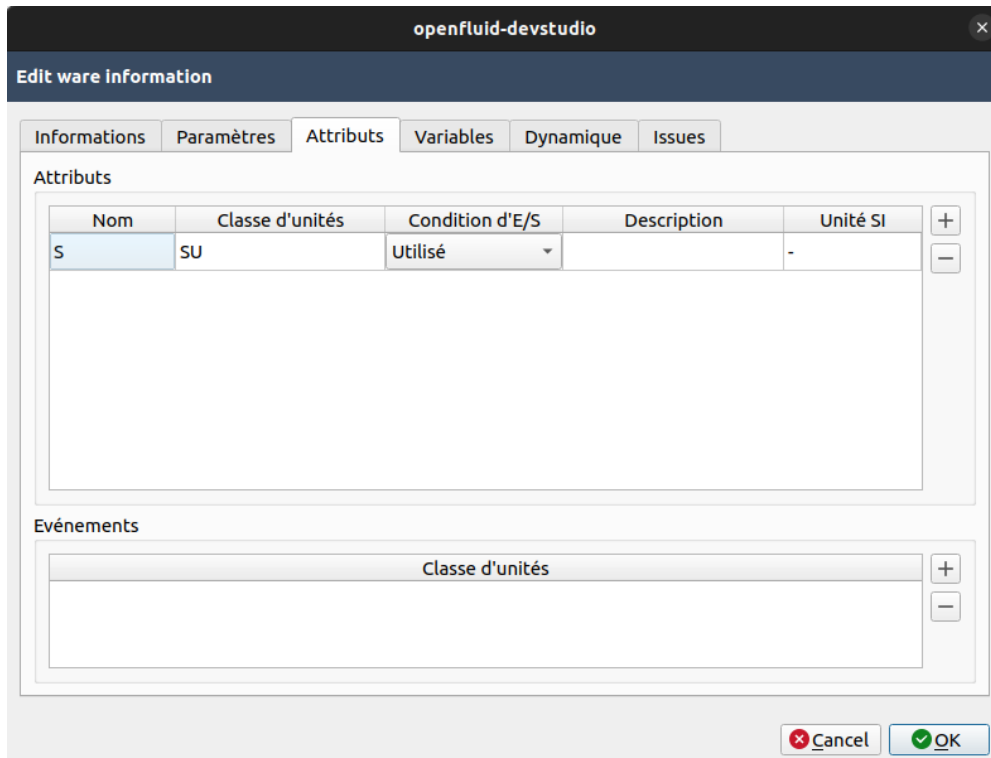 openfluid-devstudio
Edit ware information
Informations Paramètres Attributs Variables Dynamique Issues
Attributs
Nom Classe d'unités Condition d'E/S Description Unité SI
S SU Utilisé -
Evénements
Classe d'unités
Cancel OK